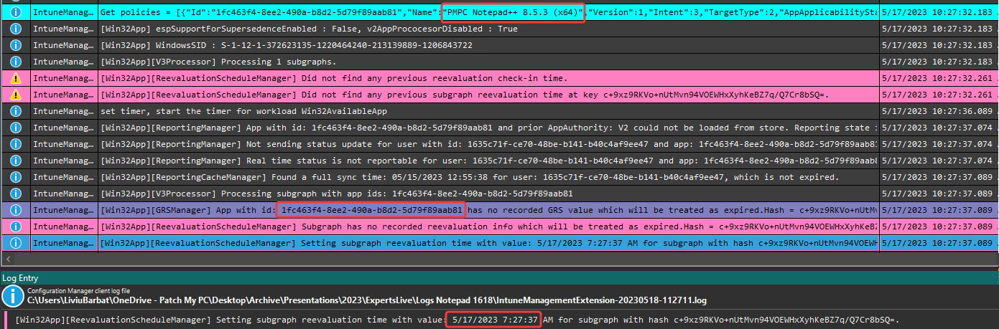 IntuneManag… Get policies = [{"Id":"1fc463f4-8ee2-490a-b8d2-5d79f89aab81","Name":"PMPC Notepad++ 8.5.3 (x64)","Version":1,"Intent":3,"TargetType":2,"AppApplicabilitySta 5/17/2023 10:27:32.183
IntuneManag… [Win32App] espSupportForSupersedenceEnabled : False, v2AppPrococesorDisabled : True 5/17/2023 10:27:32.183
IntuneManag… [Win32App] WindowsSID : S-1-12-1-372623135-1220464240-213139889-1206843722 5/17/2023 10:27:32.183
IntuneManag… [Win32App][V3Processor] Processing 1 subgraphs. 5/17/2023 10:27:32.183
IntuneManag… [Win32App][ReevaluationScheduleManager] Did not find any previous reevaluation check-in time. 5/17/2023 10:27:32.261
IntuneManag… [Win32App][ReevaluationScheduleManager] Did not find any previous subgraph reevaluation time at key c+9xz9RKVo+nUtMvn94VOEWHxXyhKeBZ7q/Q7Cr8bSQ=. 5/17/2023 10:27:32.261
IntuneManag… set timer, start the timer for workload Win32AvailableApp 5/17/2023 10:27:36.089
IntuneManag… [Win32App][ReportingManager] App with id: 1fc463f4-8ee2-490a-b8d2-5d79f89aab81 and prior AppAuthority: V2 could not be loaded from store. Reporting state 5/17/2023 10:27:37.074
IntuneManag… [Win32App][ReportingManager] Not sending status update for user with id: 1635c71f-ce70-48be-b141-b40c4af9ee47 and app: 1fc463f4-8ee2-490a-b8d2-5d79f89aab81 5/17/2023 10:27:37.074
IntuneManag… [Win32App][ReportingManager] Real time status is not reportable for user: 1635c71f-ce70-48be-b141-b40c4af9ee47 and app: 1fc463f4-8ee2-490a-b8d2-5d79f89aab8 5/17/2023 10:27:37.074
IntuneManag… [Win32App][ReportingCacheManager] Found a full sync time: 05/15/2023 12:55:38 for user: 1635c71f-ce70-48be-b141-b40c4af9ee47, which is not expired. 5/17/2023 10:27:37.074
IntuneManag… [Win32App][V3Processor] Processing subgraph with app ids: 1fc463f4-8ee2-490a-b8d2-5d79f89aab81 5/17/2023 10:27:37.089
IntuneManag… [Win32App][GRSManager] App with id: 1fc463f4-8ee2-490a-b8d2-5d79f89aab81 has no recorded GRS value which will be treated as expired.Hash = c+9xz9RKVo+nUtMv 5/17/2023 10:27:37.089
IntuneManag… [Win32App][ReevaluationScheduleManager] Subgraph has no recorded reevaluation info which will be treated as expired.Hash = c+9xz9RKVo+nUtMvn94VOEWHxXyhKeBZ 5/17/2023 10:27:37.089
IntuneManag… [Win32App][ReevaluationScheduleManager] Setting subgraph reevaluation time with value: 5/17/2023 7:27:37 AM for subgraph with hash c+9xz9RKVo+nUtMvn94VOEWH 5/17/2023 10:27:37.089
Log Entry
Configuration Manager client log file
C:\Users\LiviuBarbat\OneDrive - Patch My PC\Desktop\Archive\Presentations\2023\ExpertsLive\Logs Notepad 1618\IntuneManagementExtension-20230518-112711.log
[Win32App][ReevaluationScheduleManager] Setting subgraph reevaluation time with value: 5/17/2023 7:27:37 AM for subgraph with hash c+9xz9RKVo+nUtMvn94VOEWHxXyhKeBZ7q/Q7Cr8bSQ=.